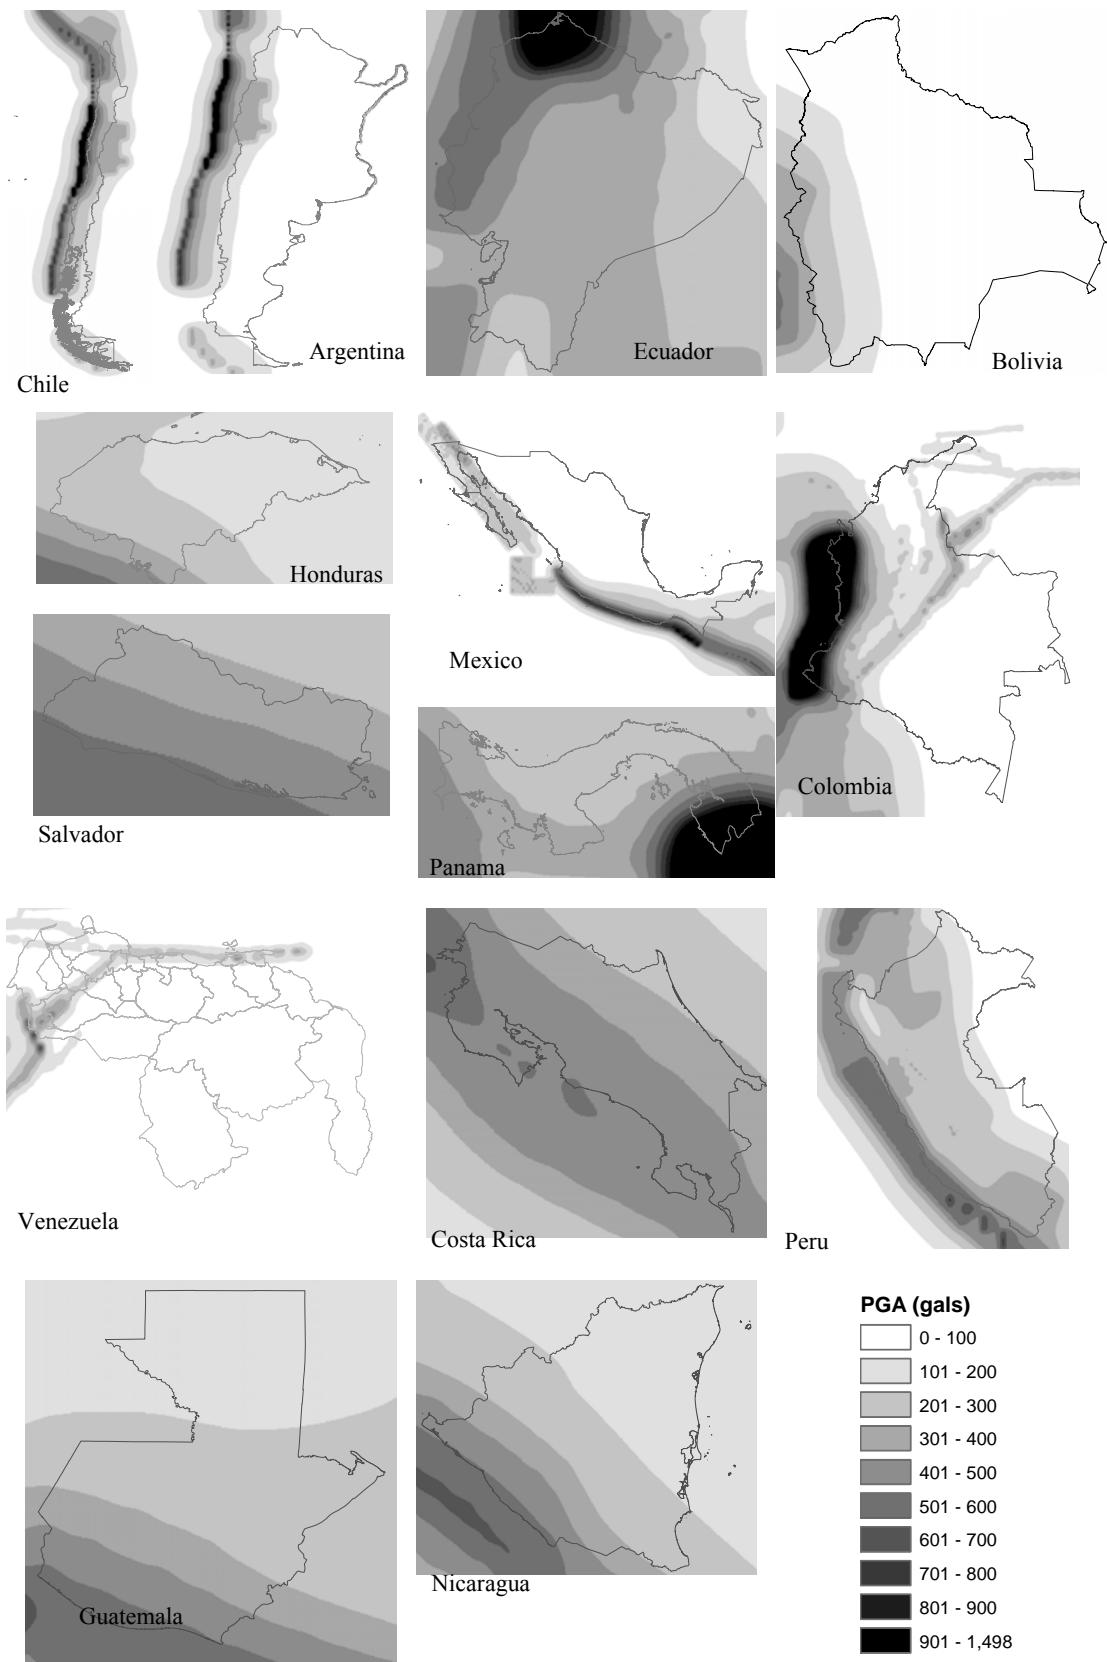 Argentina
Chile
Ecuador
Bolivia
Honduras
Mexico
Salvador
Panama
Colombia
Venezuela
Costa Rica
Peru
Guatemala
Nicaragua
PGA (gals)
0 - 100
101 - 200
201 - 300
301 - 400
401 - 500
501 - 600
601 - 700
701 - 800
801 - 900
901 - 1,498